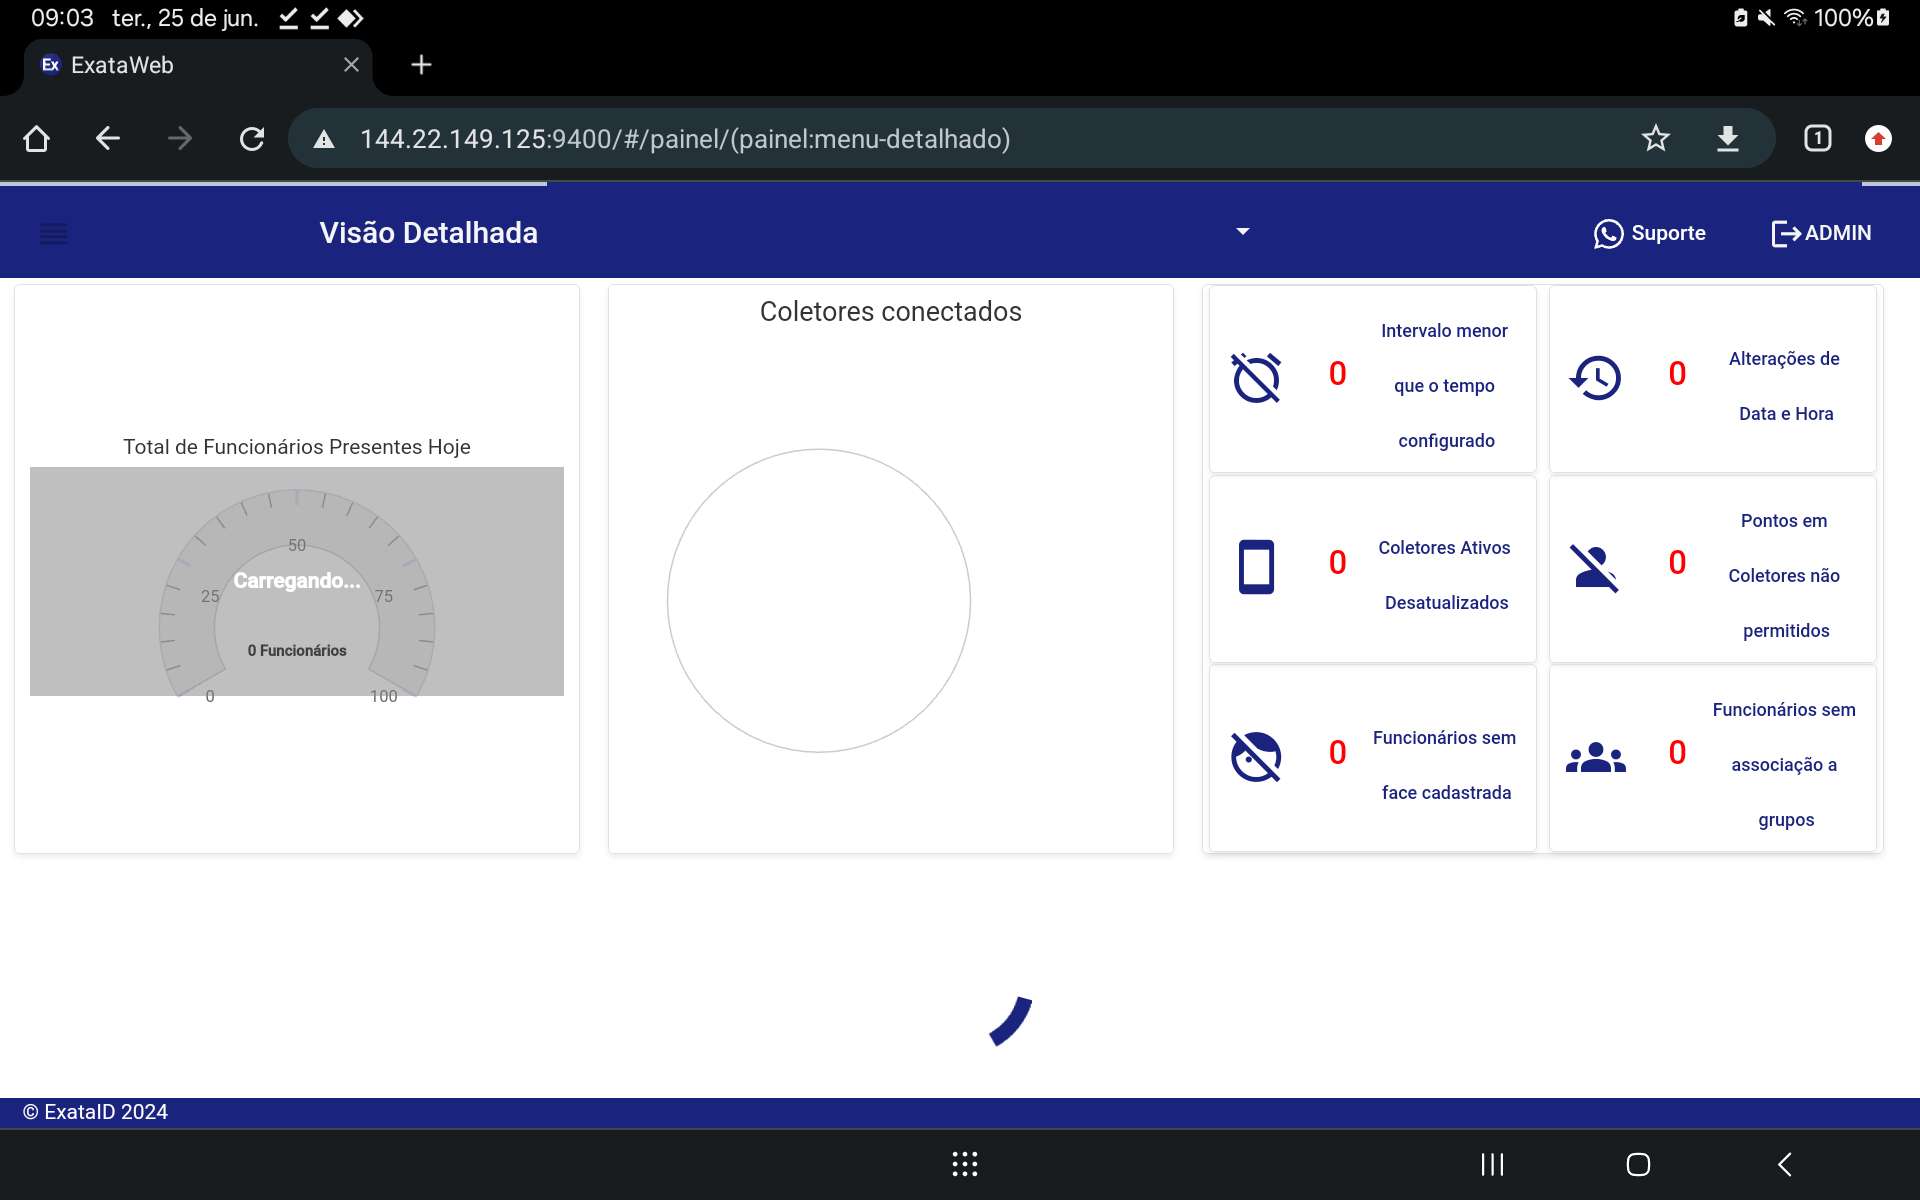 09:03 ter., 25 de jun. 100%
Ex ExataWeb
144.22.149.125:9400/#/painel/(painel:menu-detalhado) 1
Visão Detalhada Suporte ADMIN
Total de Funcionários Presentes Hoje
50
Carregando...
25 75
0 Funcionários
0 100
Coletores conectados
0 Intervalo menor
que o tempo
configurado
0 Alterações de
Data e Hora
0 Coletores Ativos
Desatualizados
0 Pontos em
Coletores não
permitidos
0 Funcionários sem
face cadastrada
0 Funcionários sem
associação a
grupos
© ExataID 2024